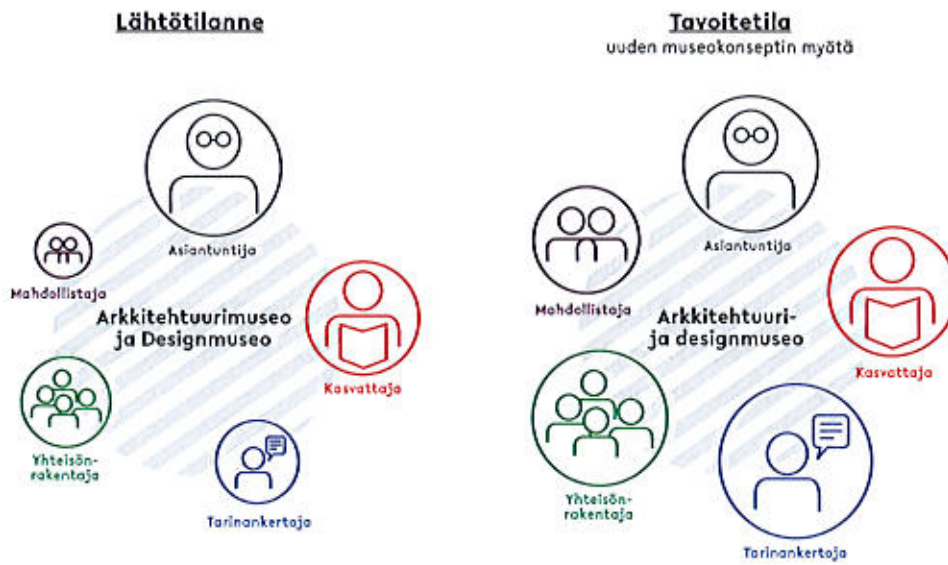 Lähtötilanne
Asiantuntija
Mahdollistaja
Arkkitehtuurimuseo
ja Designmuseo
Kasvattaja
Yhteisön-
rakentaja
Tarinankertoja
Tavoitetila
uuden museokonseptin myötä
Asiantuntija
Mahdollistaja
Arkkitehtuuri-
ja designmuseo
Kasvattaja
Yhteisön-
rakentaja
Tarinankertoja